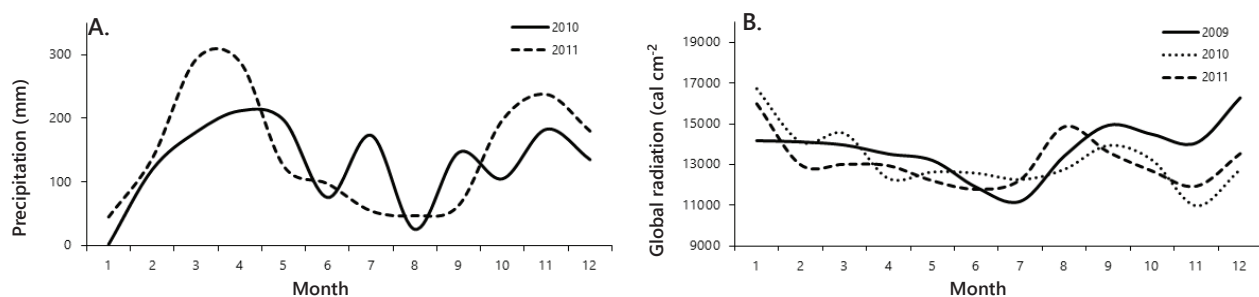 A.
2010
2011
Precipitation (mm)
300
200
100
0
1 2 3 4 5 6 7 8 9 10 11 12
Month
B.
2009
2010
2011
Global radiation (cal cm-2
19000
17000
15000
13000
11000
9000
1 2 3 4 5 6 7 8 9 10 11 12
Month